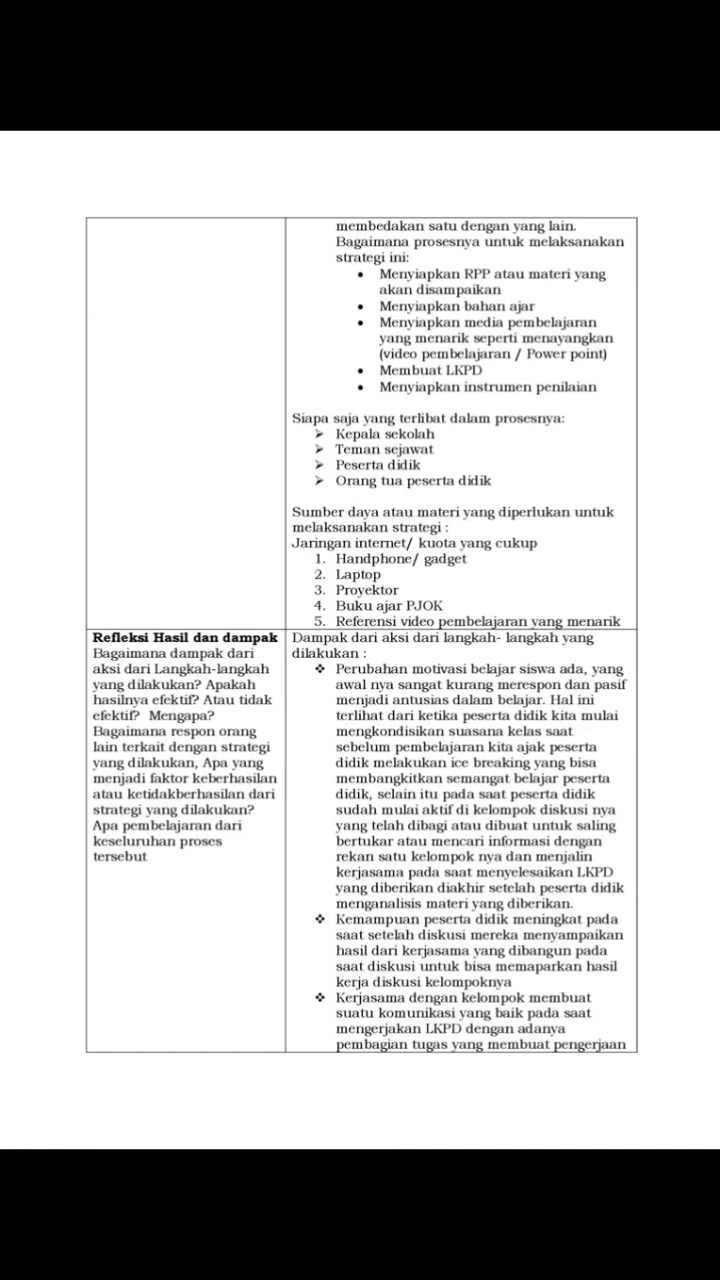 membedakan satu dengan yang lain.
Bagaimana prosesnya untuk melaksanakan
strategi ini:
• Menyiapkan RPP atau materi yang
akan disampaikan
• Menyiapkan bahan ajar
• Menyiapkan media pembelajaran
yang menarik seperti menayangkan
(video pembelajaran / Power point)
• Membuat LKPD
• Menyiapkan instrumen penilaian
Siapa saja yang terlibat dalam prosesnya:
➢ Kepala sekolah
➢ Teman sejawat
➢ Peserta didik
➢ Orang tua peserta didik
Sumber daya atau materi yang diperlukan untuk
melaksanakan strategi :
Jaringan internet/ kuota yang cukup
1. Handphone/ gadget
2. Laptop
3. Proyektor
4. Buku ajar PJOK
5. Referensi video pembelajaran yang menarik
Refleksi Hasil dan dampak
Bagaimana dampak dari
aksi dari Langkah-langkah
yang dilakukan? Apakah
hasilnya efektif? Atau tidak
efektif? Mengapa?
Bagaimana respon orang
lain terkait dengan strategi
yang dilakukan, Apa yang
menjadi faktor keberhasilan
atau ketidakberhasilan dari
strategi yang dilakukan?
Apa pembelajaran dari
keseluruhan proses
tersebut
Dampak dari aksi dari langkah- langkah yang
dilakukan :
❖ Perubahan motivasi belajar siswa ada, yang
awal nya sangat kurang merespon dan pasif
menjadi antusias dalam belajar. Hal ini
terlihat dari ketika peserta didik kita mulai
mengkondisikan suasana kelas saat
sebelum pembelajaran kita ajak peserta
didik melakukan ice breaking yang bisa
membangkitkan semangat belajar peserta
didik, selain itu pada saat peserta didik
sudah mulai aktif di kelompok diskusi nya
yang telah dibagi atau dibuat untuk saling
bertukar atau mencari informasi dengan
rekan satu kelompok nya dan menjalin
kerjasama pada saat menyelesaikan LKPD
yang diberikan diakhir setelah peserta didik
menganalisis materi yang diberikan.
❖ Kemampuan peserta didik meningkat pada
saat setelah diskusi mereka menyampaikan
hasil dari kerjasama yang dibangun pada
saat diskusi untuk bisa memaparkan hasil
kerja diskusi kelompoknya
❖ Kerjasama dengan kelompok membuat
suatu komunikasi yang baik pada saat
mengerjakan LKPD dengan adanya
pembagian tugas yang membuat pengerjaan